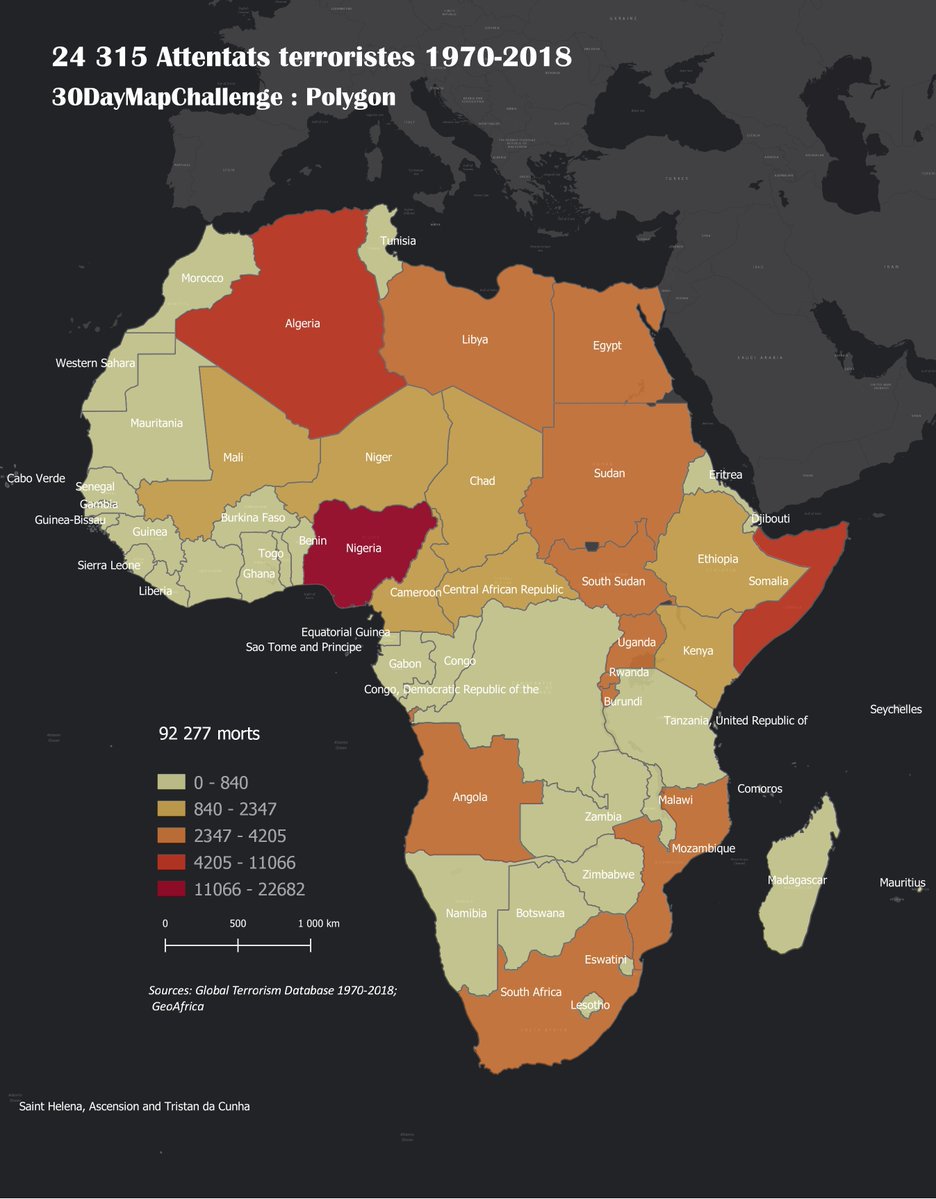 24 315 Attentats terroristes 1970-2018
30DayMapChallenge : Polygon
Tunisia
Morocco
Algeria
Libya
Egypt
Western Sahara
Mauritania
Mali
Niger
Chad
Sudan
Eritrea
Cabo Verde
Senegal
Gambia
Guinea-Bissau
Guinea
Burkina Faso
Djibouti
Benin
Nigeria
Togo
Ghana
Sierra Leone
Liberia
Ethiopia
Somalia
South Sudan
Cameroon
Central African Republic
Equatorial Guinea
Sao Tome and Principe
Uganda
Kenya
Gabon
Congo
Rwanda
Congo, Democratic Republic of the
Burundi
Seychelles
Tanzania, United Republic of
92 277 morts
0 - 840
840 - 2347
2347 - 4205
4205 - 11066
11066 - 22682
Angola
Comoros
Malawi
Zambia
Mozambique
Zimbabwe
Madagascar
Mauritius
Namibia
Botswana
0 500 1 000 km
Eswatini
South Africa
Lesotho
Sources: Global Terrorism Database 1970-2018;
GeoAfrica
Saint Helena, Ascension and Tristan da Cunha
TURKEY
SAUDI ARABIA
IRAN